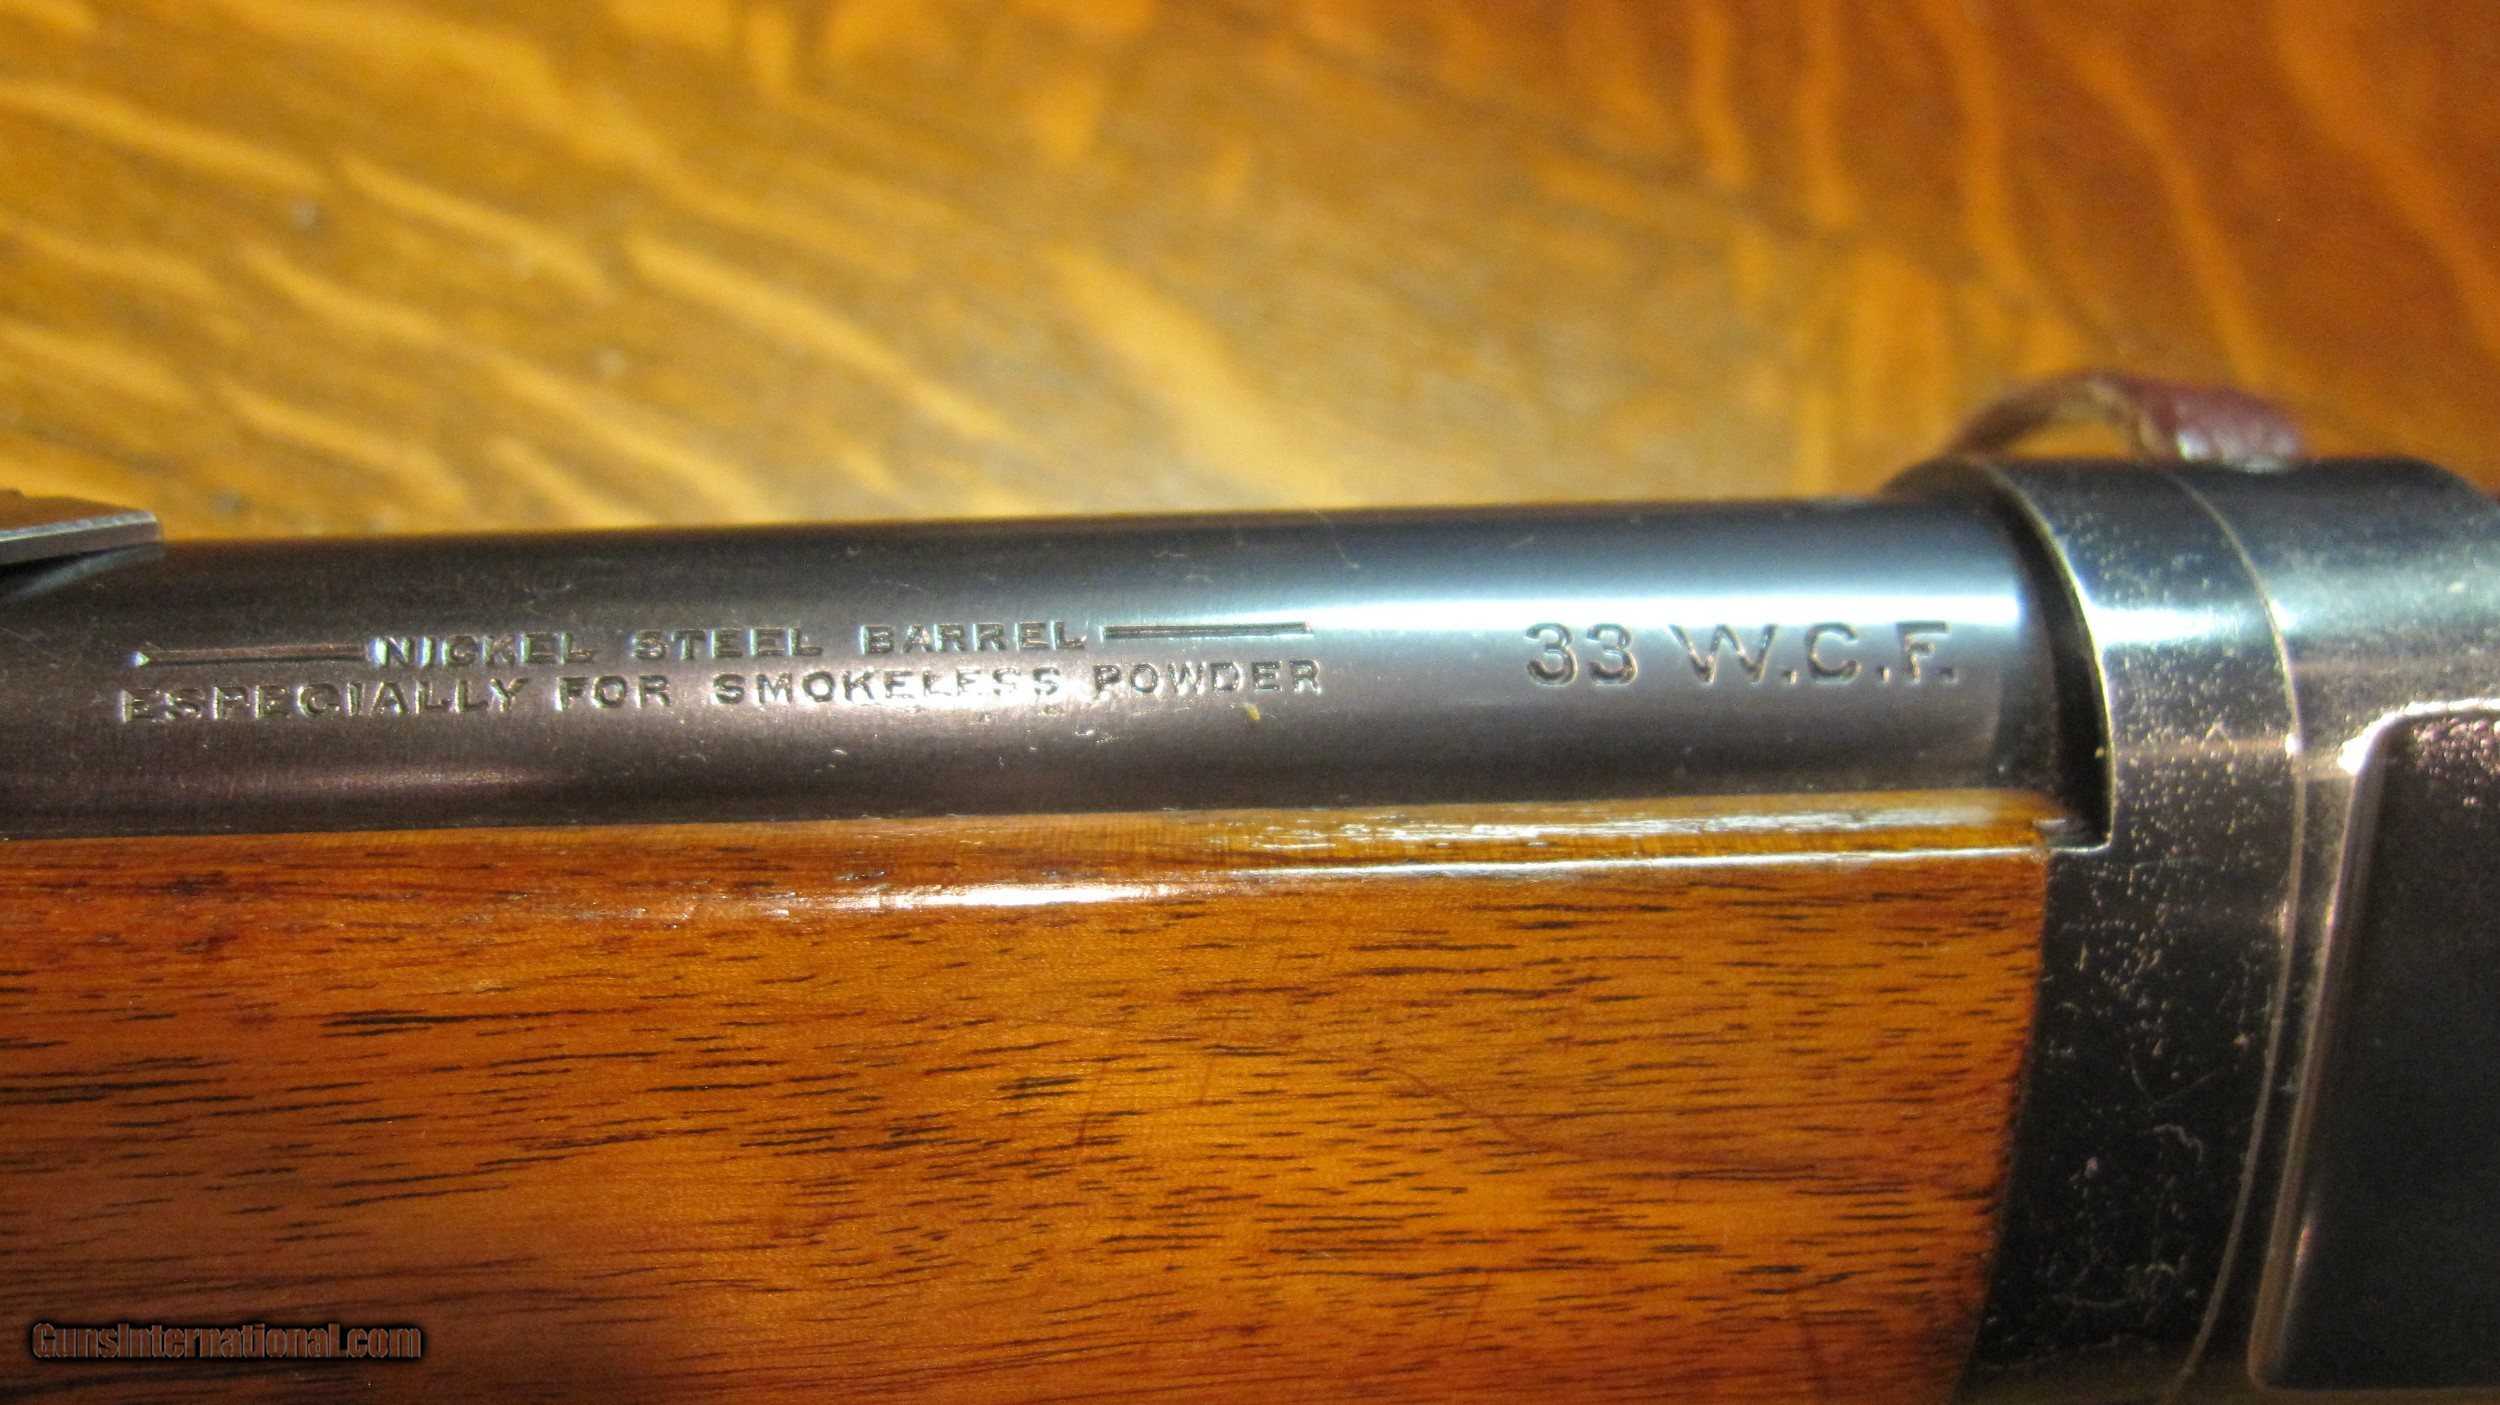 NICKEL STEEL BARREL
ESPECIALLY FOR SMOKELESS POWDER
33 W.C.F.
GunsInternational.com